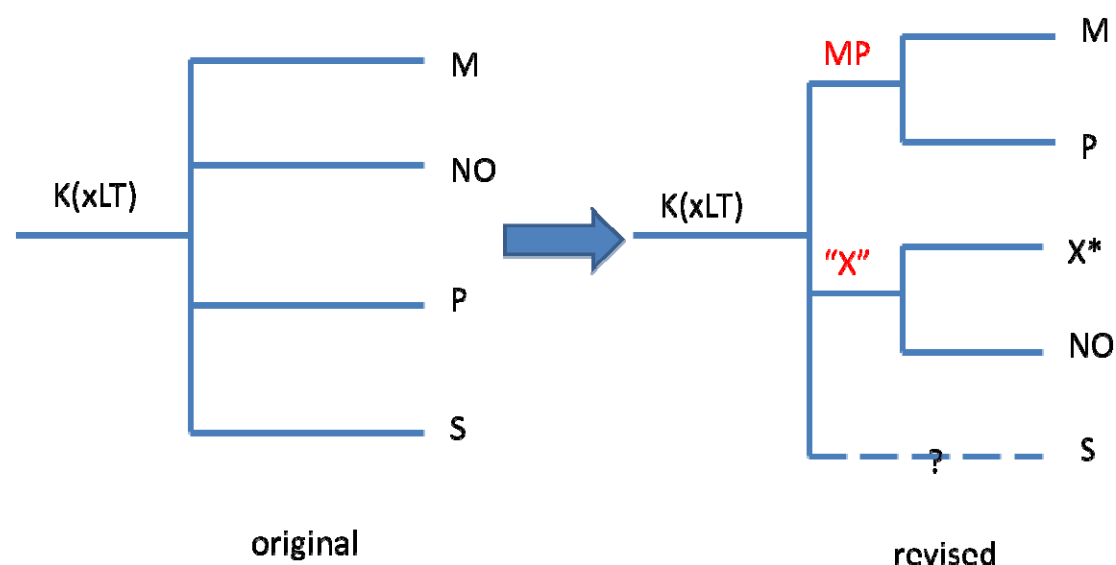 M
NO
K(xLT)
P
S
original
M
MP
P
K(xLT)
X*
“X”
NO
S
?
revised